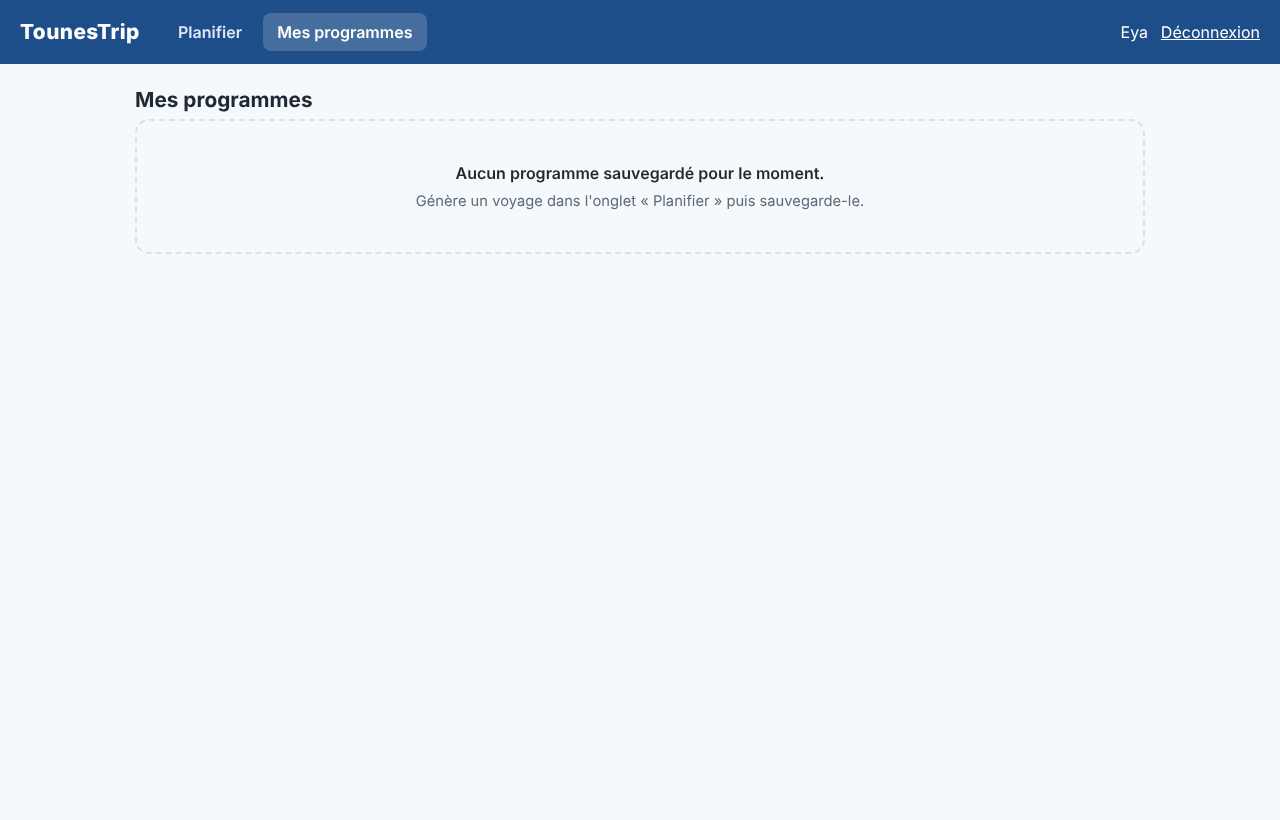 TounesTrip
Planifier
Mes programmes
Eya
Déconnexion
Mes programmes
Aucun programme sauvegardé pour le moment.
Génère un voyage dans l'onglet « Planifier » puis sauvegarde-le.